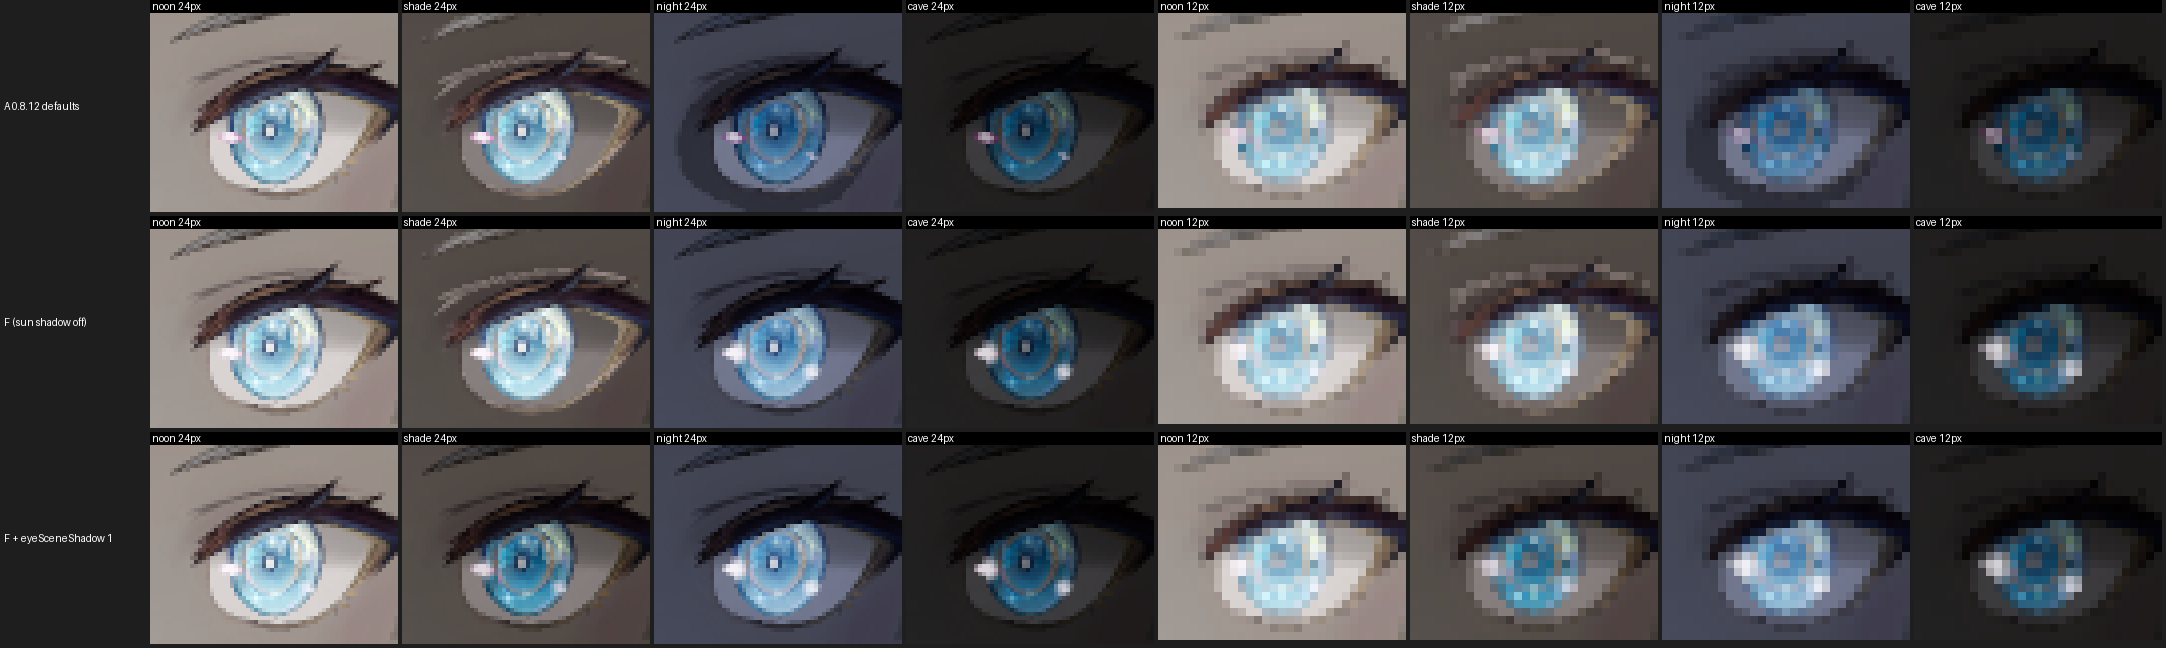 noon 24px shade 24px night 24px cave 24px noon 12px shade 12px night 12px cave 12px
A 0.8.12 defaults
noon 24px shade 24px night 24px cave 24px noon 12px shade 12px night 12px cave 12px
F (sun shadow off)
noon 24px shade 24px night 24px cave 24px noon 12px shade 12px night 12px cave 12px
F + eyeSceneShadow 1